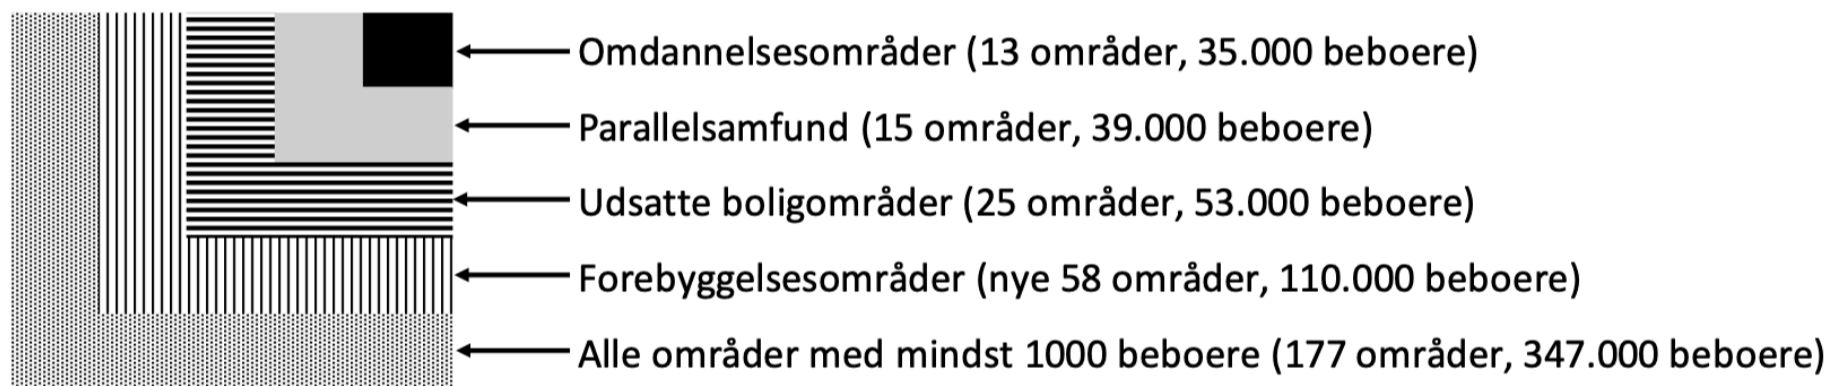 Omdannelsesområder (13 områder, 35.000 beboere)
Parallelsamfund (15 områder, 39.000 beboere)
Udsatte boligområder (25 områder, 53.000 beboere)
Forebyggelsesområder (nye 58 områder, 110.000 beboere)
Alle områder med mindst 1000 beboere (177 områder, 347.000 beboere)